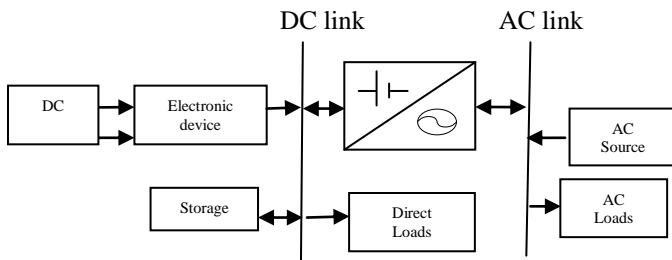 DC link
AC link
DC
Electronic
device
AC
Source
Storage
Direct
Loads
AC
Loads